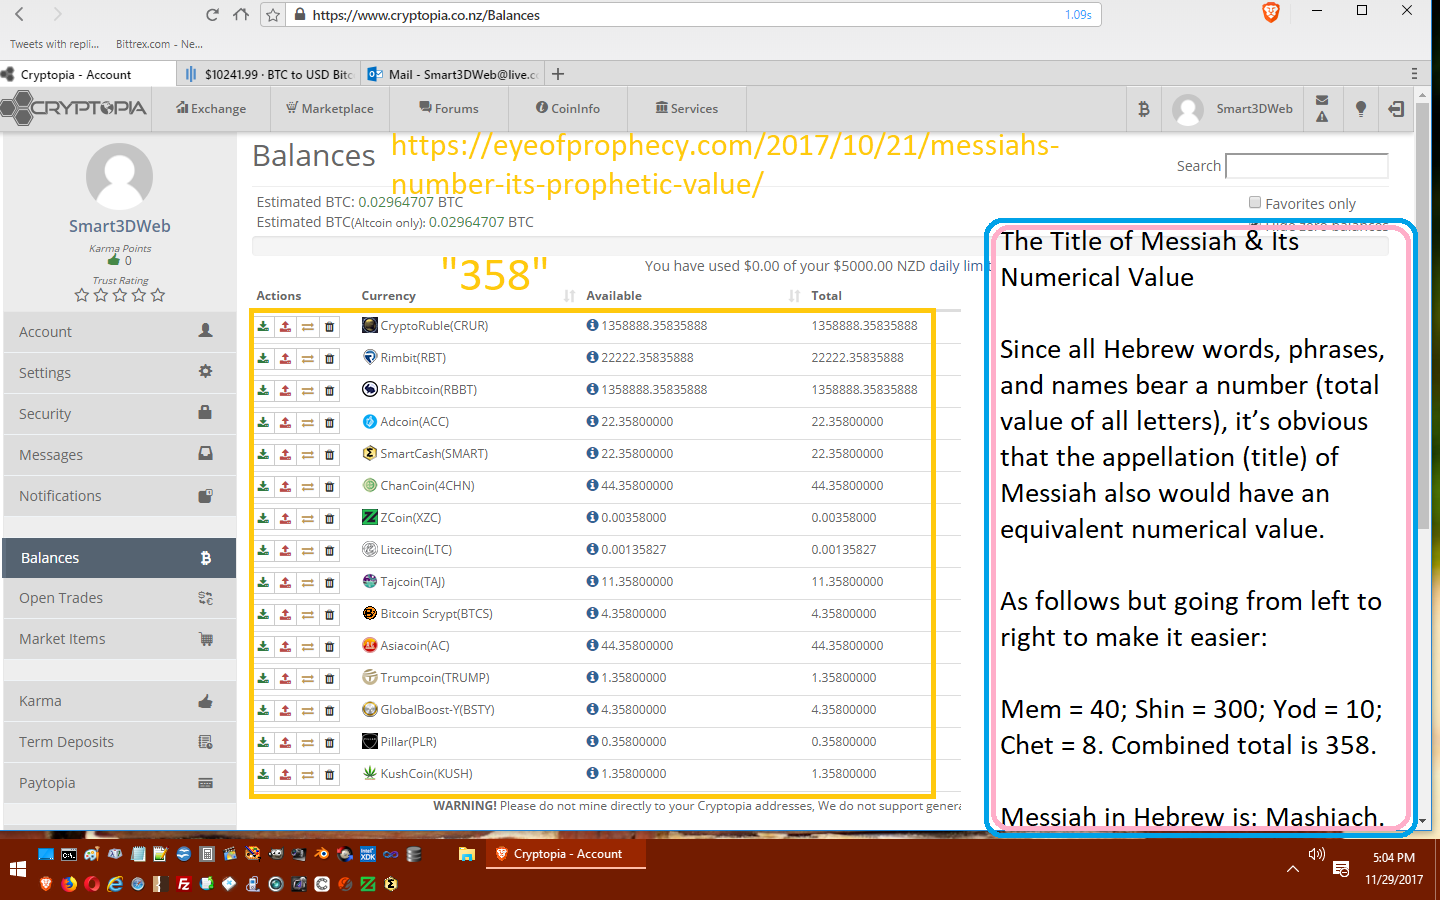 https://www.cryptopia.co.nz/Balances
1.09s
Tweets with repli...
Bittrex.com - Ne...
Cryptopia - Account
$10241.99 · BTC to USD Bitc
Mail - Smart3DWeb@live.c
CRYPTOPIA
Exchange
Marketplace
Forums
CoinInfo
Services
Smart3DWeb
Balances
https://eyeofprophecy.com/2017/10/21/messiahs-
number-its-prophetic-value/
Search
Estimated BTC: 0.02964707 BTC
Estimated BTC(Altcoin only): 0.02964707 BTC
Favorites only
Hide zero balances
"358"
You have used $0.00 of your $5000.00 NZD daily limi
Smart3DWeb
Karma Points
0
Trust Rating
Account
Settings
Security
Messages
Notifications
Balances
Open Trades
Market Items
Karma
Term Deposits
Paytopia
Actions Currency Available Total
CryptoRuble(CRUR) 1358888.35835888 1358888.35835888
Rimbit(RBT) 22222.35835888 22222.35835888
Rabbitcoin(RBBT) 1358888.35835888 1358888.35835888
Adcoin(ACC) 22.35800000 22.35800000
SmartCash(SMART) 22.35800000 22.35800000
ChanCoin(4CHN) 44.35800000 44.35800000
ZCoin(XZC) 0.00358000 0.00358000
Litecoin(LTC) 0.00135827 0.00135827
Tajcoin(TAJ) 11.35800000 11.35800000
Bitcoin Scrypt(BTCS) 4.35800000 4.35800000
Asiacoin(AC) 44.35800000 44.35800000
Trumpcoin(TRUMP) 1.35800000 1.35800000
GlobalBoost-Y(BSTY) 4.35800000 4.35800000
Pillar(PLR) 0.35800000 0.35800000
KushCoin(KUSH) 1.35800000 1.35800000
WARNING! Please do not mine directly to your Cryptopia addresses, We do not support genera
The Title of Messiah & Its
Numerical Value
Since all Hebrew words, phrases,
and names bear a number (total
value of all letters), it’s obvious
that the appellation (title) of
Messiah also would have an
equivalent numerical value.
As follows but going from left to
right to make it easier:
Mem = 40; Shin = 300; Yod = 10;
Chet = 8. Combined total is 358.
Messiah in Hebrew is: Mashiach.
Cryptopia - Account
5:04 PM
11/29/2017